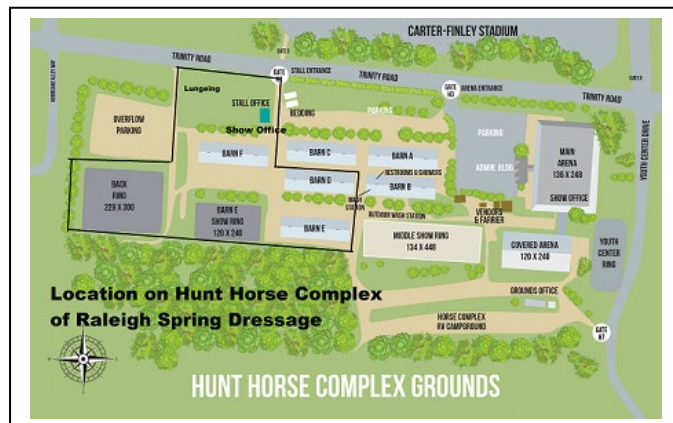 CARTER-FINLEY STADIUM
TRINITY ROAD
GATE
STALL ENTRANCE
TRINITY ROAD
GATE
ARENA ENTRANCE
TRINITY ROAD
Lungeing
STALL OFFICE
BEDDING
PARKING
OVERFLOW
PARKING
Show Office
PARKING
ADMIN. BLDG.
MAIN
ARENA
136 X 248
SHOW OFFICE
YOUTH CENTER DRIVE
BARN F
BARN C
BARN A
RESTROOMS & SHOWERS
BARN D
BARN B
WASH
STATION
BACK
RING
229 X 300
BARN E
SHOW RING
120 X 240
BARN E
OUTDOOR WASH STATION
VENDORS
& FARRIER
MIDDLE SHOW RING
134 X 448
COVERED ARENA
120 X 240
YOUTH
CENTER
RING
GROUNDS OFFICE
Location on Hunt Horse Complex
of Raleigh Spring Dressage
HORSE COMPLEX
RV CAMPGROUND
GATE
HUNT HORSE COMPLEX GROUNDS